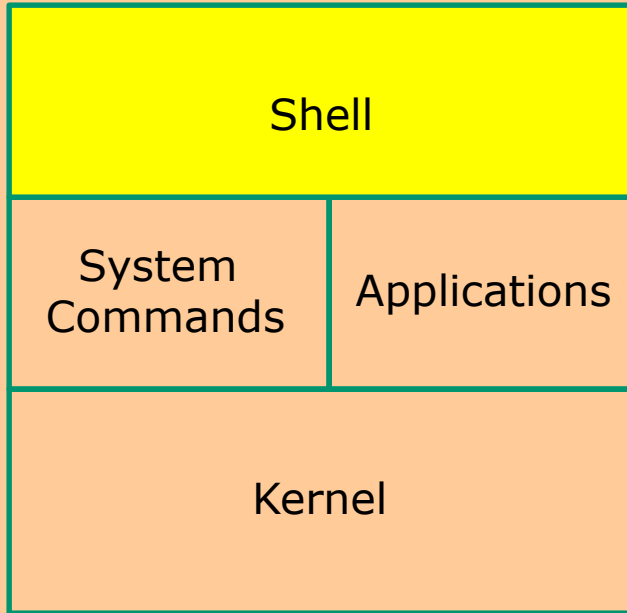 Shell
System
Commands
Applications
Kernel